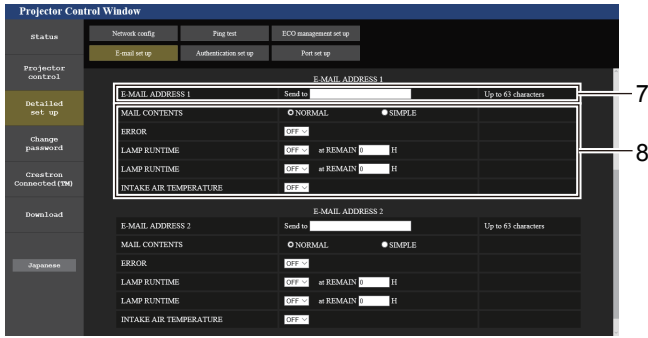 Projector Control Window
Status
Network config Ping test ECO management set up
E-mail set up Authentication set up Port set up
Projector
control
Detailed
set up
Change
password
Crestron
Connected(TM)
Download
Japanese
E-MAIL ADDRESS 1
E-MAIL ADDRESS 1 Send to Up to 63 characters 7
MAIL CONTENTS NORMAL SIMPLE
ERROR OFF
LAMP RUNTIME OFF at REMAIN 0 H 8
LAMP RUNTIME OFF at REMAIN 0 H
INTAKE AIR TEMPERATURE OFF
E-MAIL ADDRESS 2
E-MAIL ADDRESS 2 Send to Up to 63 characters
MAIL CONTENTS NORMAL SIMPLE
ERROR OFF
LAMP RUNTIME OFF at REMAIN 0 H
LAMP RUNTIME OFF at REMAIN 0 H
INTAKE AIR TEMPERATURE OFF